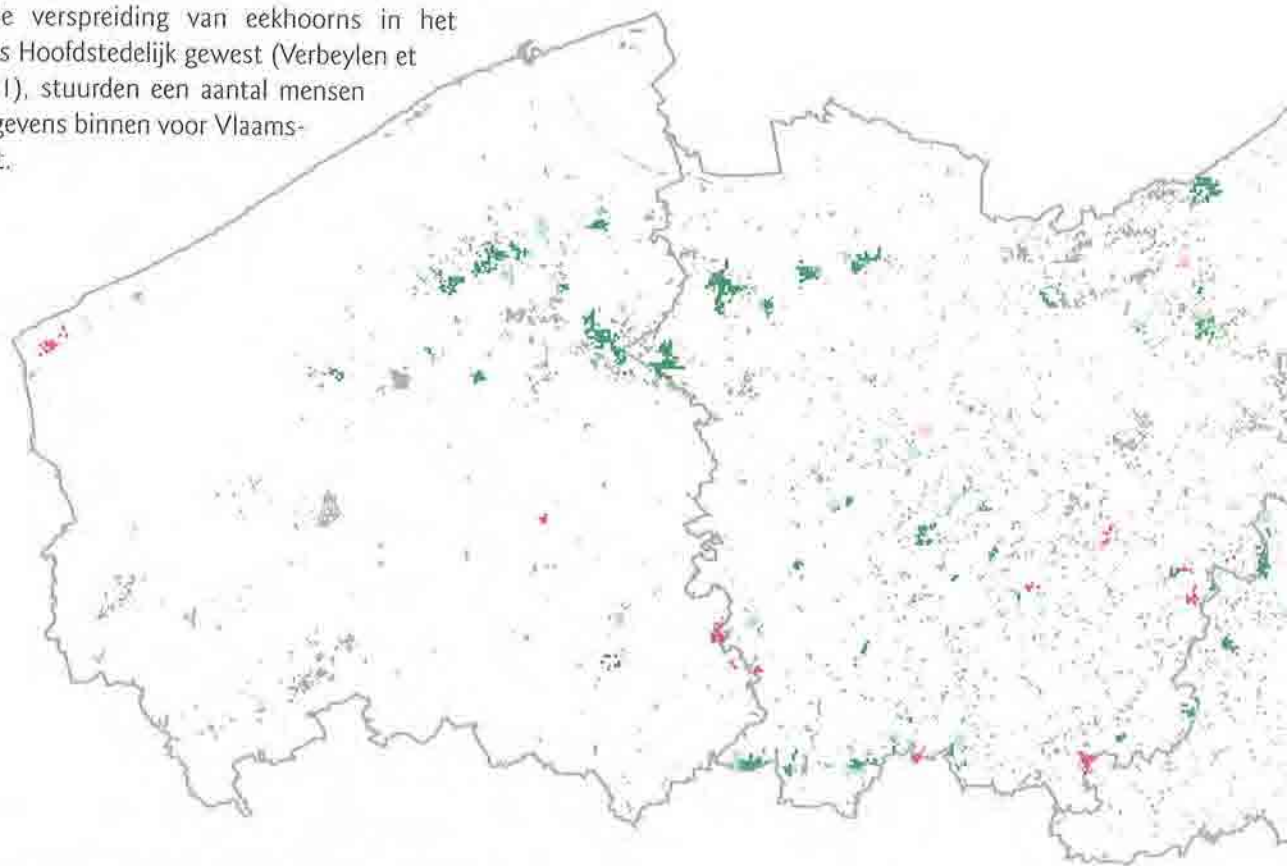 e verspreiding van eekhoorns in het
s Hoofdstedelijk gewest (Verbeylen et
1), stuurden een aantal mensen
gevens binnen voor Vlaams-
t.